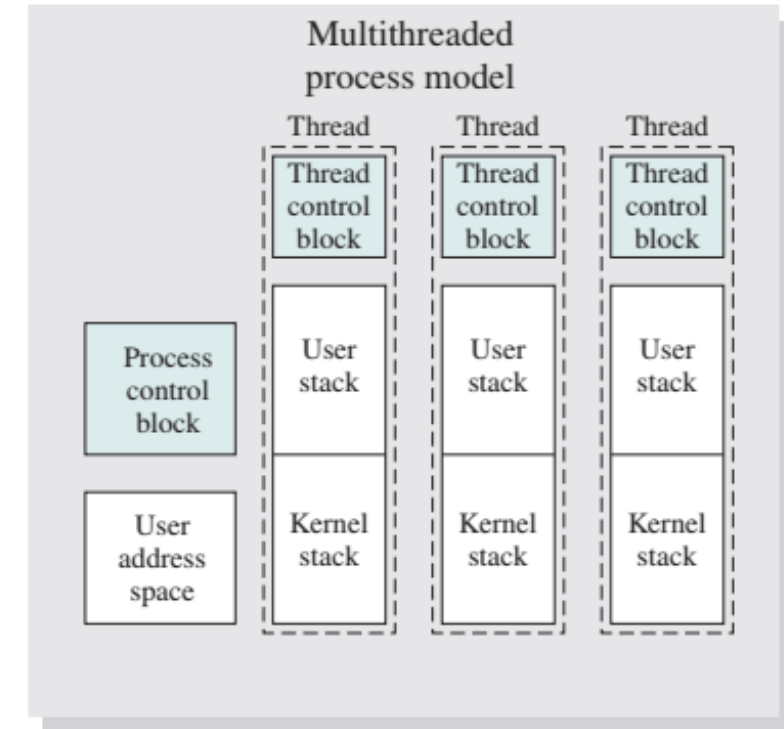 Multithreaded
process model
Thread
Thread
Thread
Thread
control
block
Thread
control
block
Thread
control
block
Process
control
block
User
address
space
User
stack
User
stack
User
stack
Kernel
stack
Kernel
stack
Kernel
stack